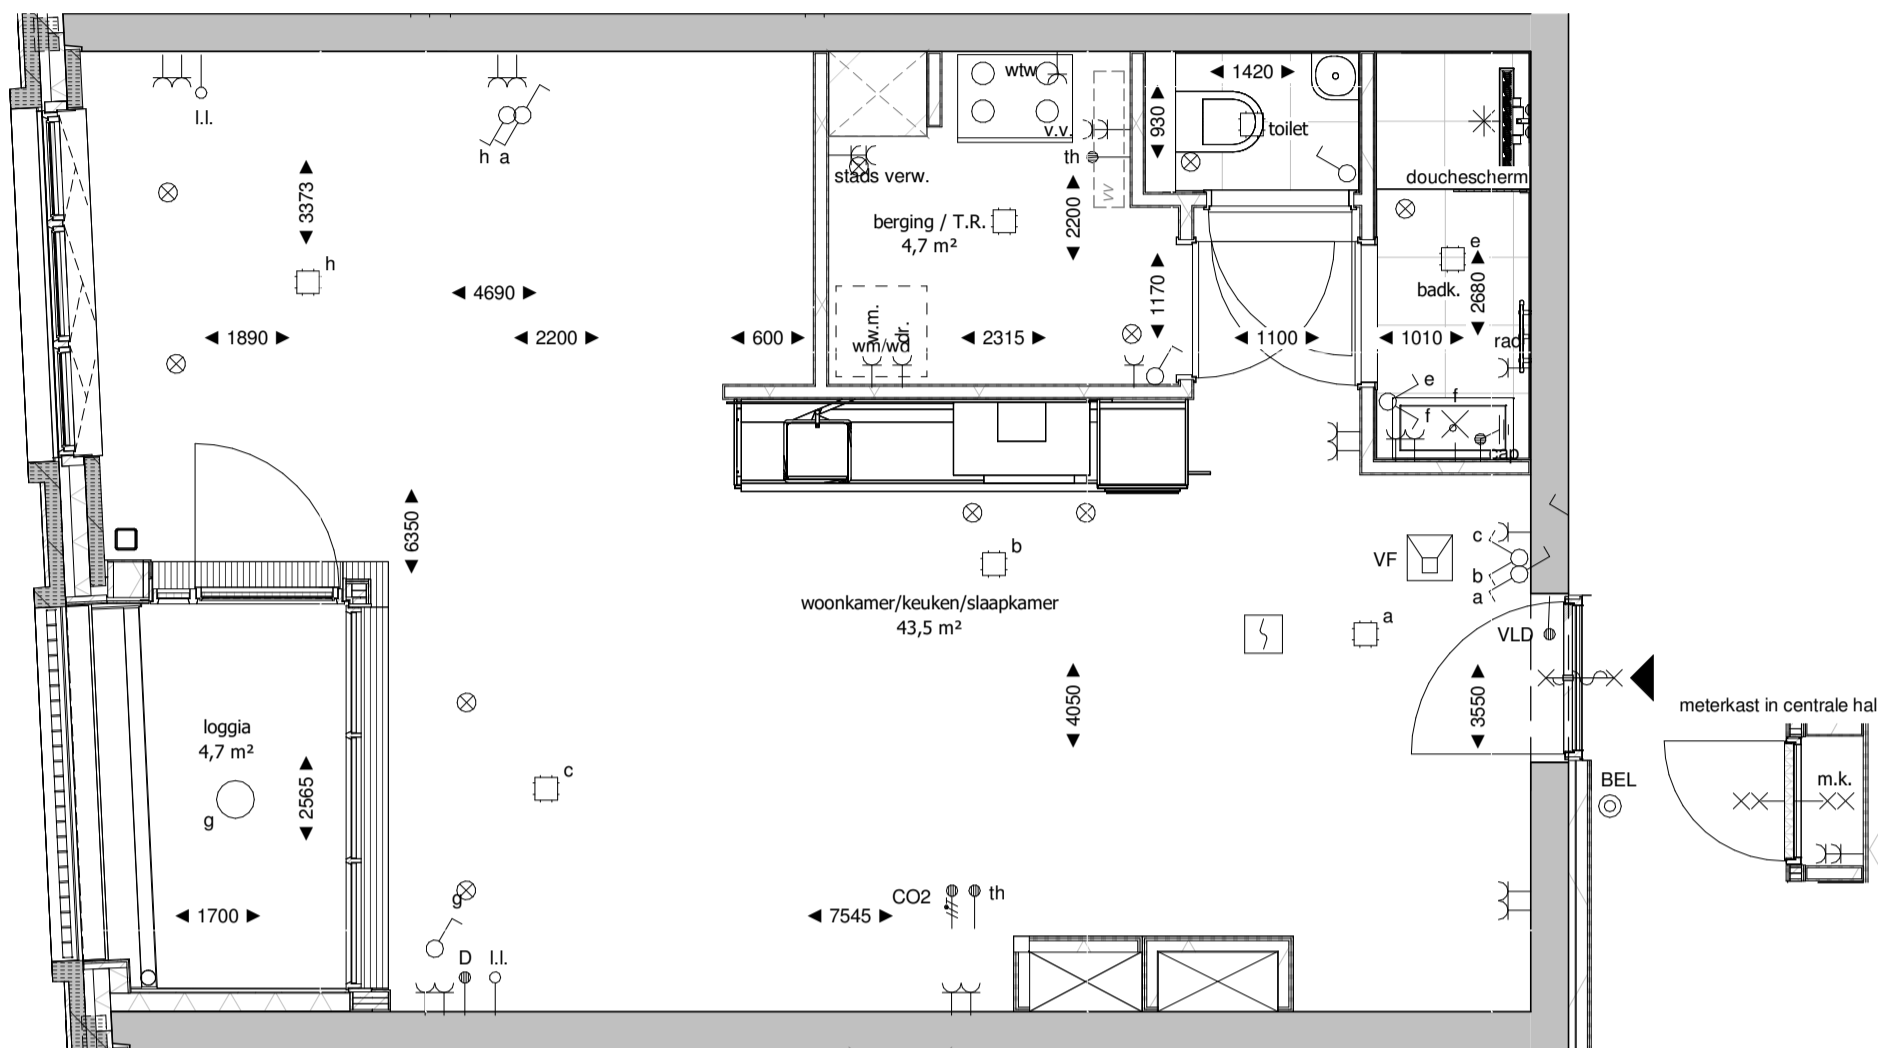 wtw
1420
l.l.
930
v.v.
toilet
h a
th
stads verw.
vv
douchescherm
3373
2200
berging / T.R.
4,7 m²
e
h
4690
1170
badk.
2680
w.m.
dr.
wm/wd
1890
2200
600
2315
1100
1010
rad
e
f
f
6350
c
b
VF
b
woonkamer/keuken/slaapkamer
43,5 m²
a
a
VLD
4050
3550
meterkast in centrale hal
loggia
4,7 m²
c
2565
BEL
m.k.
g
g
CO2
th
1700
7545
D
l.l.